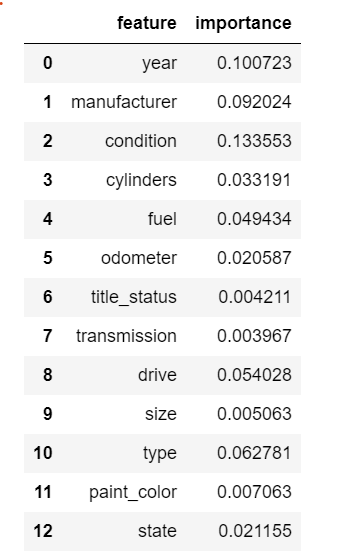 feature importance
0 year 0.100723
1 manufacturer 0.092024
2 condition 0.133553
3 cylinders 0.033191
4 fuel 0.049434
5 odometer 0.020587
6 title_status 0.004211
7 transmission 0.003967
8 drive 0.054028
9 size 0.005063
10 type 0.062781
11 paint_color 0.007063
12 state 0.021155